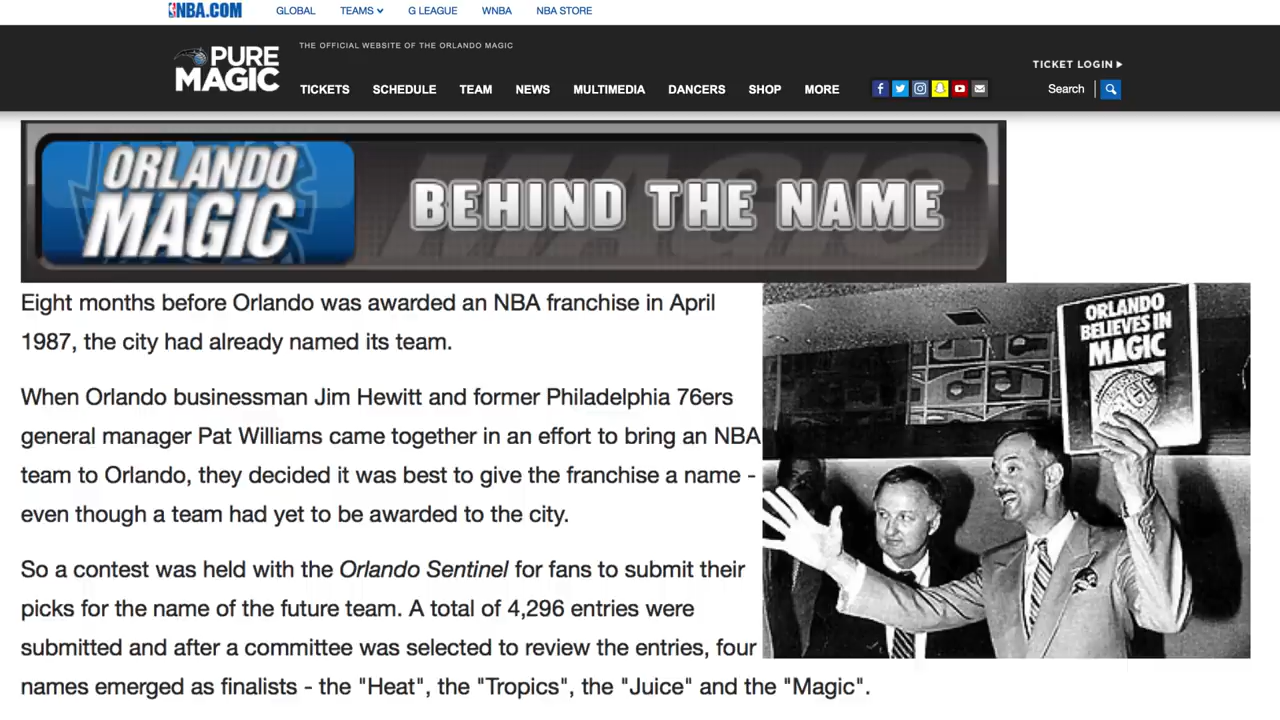 NBA.COM GLOBAL TEAMS G LEAGUE WNBA NBA STORE
THE OFFICIAL WEBSITE OF THE ORLANDO MAGIC
PURE
MAGIC
TICKET LOGIN
TICKETS SCHEDULE TEAM NEWS MULTIMEDIA DANCERS SHOP MORE
Search
ORLANDO
MAGIC
MAGIC
BEHIND THE NAME
Eight months before Orlando was awarded an NBA franchise in April
1987, the city had already named its team.
When Orlando businessman Jim Hewitt and former Philadelphia 76ers
general manager Pat Williams came together in an effort to bring an NBA
team to Orlando, they decided it was best to give the franchise a name -
even though a team had yet to be awarded to the city.
So a contest was held with the Orlando Sentinel for fans to submit their
picks for the name of the future team. A total of 4,296 entries were
submitted and after a committee was selected to review the entries, four
names emerged as finalists - the "Heat", the "Tropics", the "Juice" and the "Magic".
ORLANDO
BELIEVES IN
MAGIC